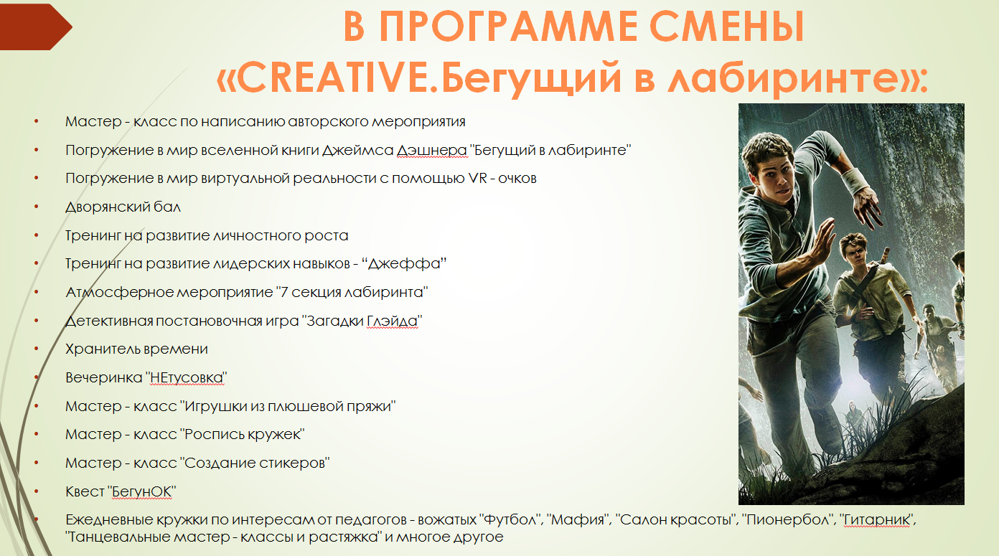 В ПРОГРАММЕ СМЕНЫ
«CREATIVE.Бегущий в лабиринте»:
• Мастер - класс по написанию авторского мероприятия
• Погружение в мир вселенной книги Джеймса Дэшнера "Бегущий в лабиринте"
• Погружение в мир виртуальной реальности с помощью VR - очков
• Дворянский бал
• Тренинг на развитие личностного роста
• Тренинг на развитие лидерских навыков - “Джеффа”
• Атмосферное мероприятие "7 секция лабиринта"
• Детективная постановочная игра "Загадки Глэйда"
• Хранитель времени
• Вечеринка "НЕтусовка"
• Мастер - класс "Игрушки из плюшевой пряжи"
• Мастер - класс "Роспись кружек"
• Мастер - класс "Создание стикеров"
• Квест "БегунОК"
• Ежедневные кружки по интересам от педагогов - вожатых "Футбол", "Мафия", "Салон красоты", "Пионербол", "Гитарник",
"Танцевальные мастер - классы и растяжка" и многое другое